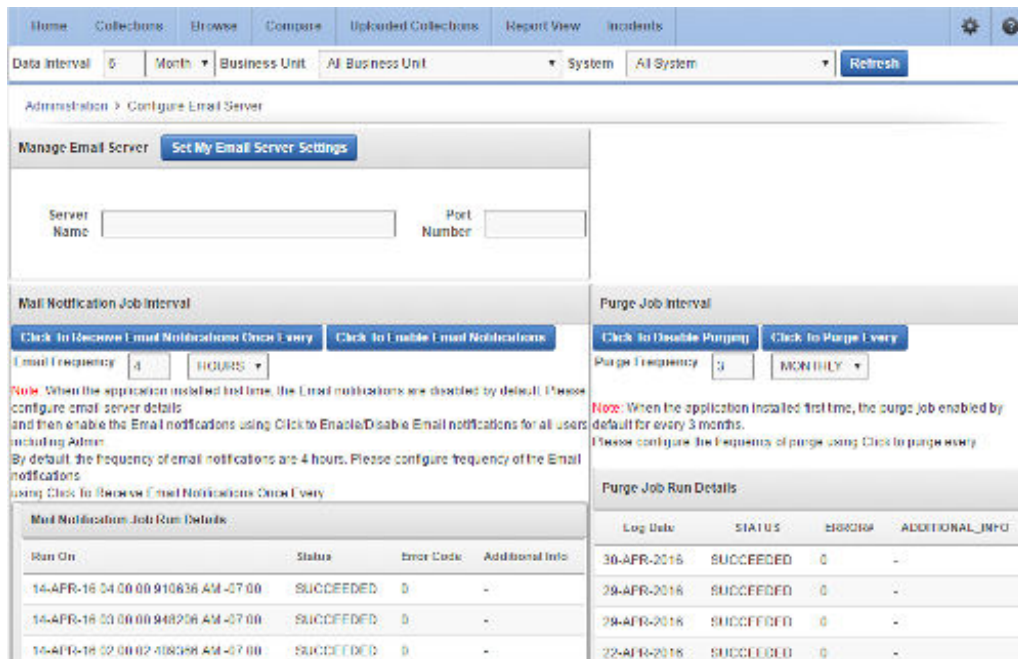 Home Collections Browse Compare Uploaded Collections Report View Incidents
Data Interval 6 Month Business Unit All Business Unit System All System Refresh
Administration > Configure Email Server
Manage Email Server Set My Email Server Settings
Server Name Port Number
Mail Notification Job Interval
Click To Receive Email Notifications Once Every Click To Enable Email Notifications
Email Frequency 4 HOURS
Note: When the application installed first time, the Email notifications are disabled by default. Please
configure email server details
and then enable the Email notifications using Click to Enable/Disable Email notifications for all users
including Admin.
By default, the frequency of email notifications are 4 hours. Please configure frequency of the Email
notifications
using Click To Receive Email Notifications Once Every
Mail Notification Job Run Details
Run On Status Error Code Additional Info
14-APR-16 04.00.00.910636 AM -07:00 SUCCEEDED 0 -
14-APR-16 03.00.00.948206 AM -07:00 SUCCEEDED 0 -
14-APR-16 02.00.02.409366 AM -07:00 SUCCEEDED 0 -
Purge Job Interval
Click To Disable Purging Click To Purge Every
Purge Frequency 3 MONTHLY
Note: When the application installed first time, the purge job enabled by
default for every 3 months.
Please configure the frequency of purge using Click to purge every
Purge Job Run Details
Log Date STATUS ERROR# ADDITIONAL_INFO
30-APR-2016 SUCCEEDED 0 -
29-APR-2016 SUCCEEDED 0 -
29-APR-2016 SUCCEEDED 0 -
22-APR-2016 SUCCEEDED 0 -